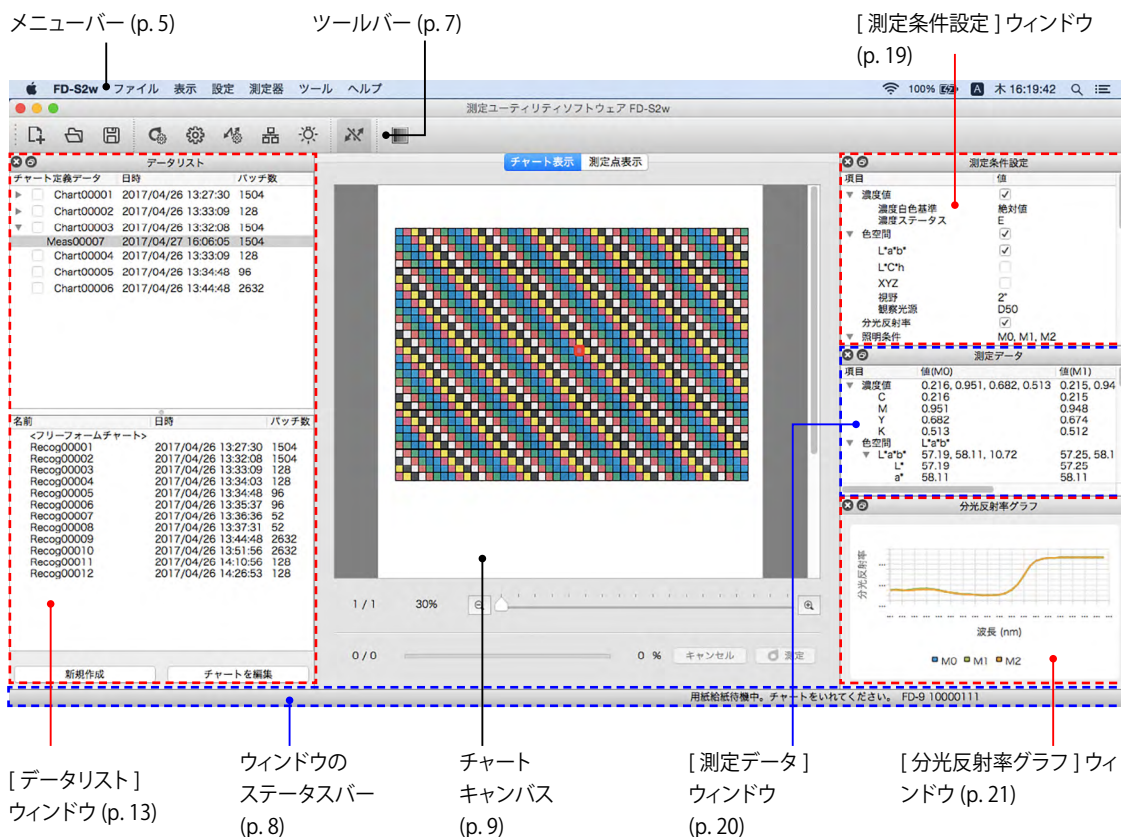 メニューバー (p. 5)
ツールバー (p. 7)
[ 測定条件設定 ] ウィンドウ
(p. 19)
FD-S2w ファイル 表示 設定 測定器 ツール ヘルプ
100% A 木 16:19:42
測定ユーティリティソフトウェア FD-S2w
データリスト
チャート定義データ 日時 パッチ数
Chart00001 2017/04/26 13:27:30 1504
Chart00002 2017/04/26 13:33:09 128
Chart00003 2017/04/26 13:32:08 1504
Meas00007 2017/04/27 16:06:05 1504
Chart00004 2017/04/26 13:33:09 128
Chart00005 2017/04/26 13:34:48 96
Chart00006 2017/04/26 13:44:48 2632
名前 日時 パッチ数
<フリーフォームチャート>
Recog00001 2017/04/26 13:27:30 1504
Recog00002 2017/04/26 13:32:08 1504
Recog00003 2017/04/26 13:33:09 128
Recog00004 2017/04/26 13:34:03 128
Recog00005 2017/04/26 13:34:48 96
Recog00006 2017/04/26 13:35:37 96
Recog00007 2017/04/26 13:36:36 52
Recog00008 2017/04/26 13:37:31 52
Recog00009 2017/04/26 13:44:48 2632
Recog00010 2017/04/26 13:51:56 2632
Recog00011 2017/04/26 14:10:56 128
Recog00012 2017/04/26 14:26:53 128
新規作成 チャートを編集
チャート表示 測定点表示
1 / 1 30%
0 / 0 0 % キャンセル 測定
測定条件設定
項目 値
濃度値
濃度白色基準 絶対値
濃度ステータス E
色空間
L*a*b*
L*C*h
XYZ
視野 2°
観察光源 D50
分光反射率
照明条件 M0, M1, M2
測定データ
項目 値(M0) 値(M1)
濃度値 0.216, 0.951, 0.682, 0.513 0.215, 0.94
C 0.216 0.215
M 0.951 0.948
Y 0.682 0.674
K 0.513 0.512
色空間 L*a*b*
L*a*b* 57.19, 58.11, 10.72 57.25, 58.1
L* 57.19 57.25
a* 58.11 58.11
分光反射率グラフ
分光反射率
波長 (nm)
M0 M1 M2
用紙給紙待機中。チャートをいれてください。 FD-9 10000111
[ データリスト ]
ウィンドウ (p. 13)
ウィンドウの
ステータスバー
(p. 8)
チャート
キャンバス
(p. 9)
[ 測定データ ]
ウィンドウ
(p. 20)
[ 分光反射率グラフ ] ウィ
ンドウ (p. 21)